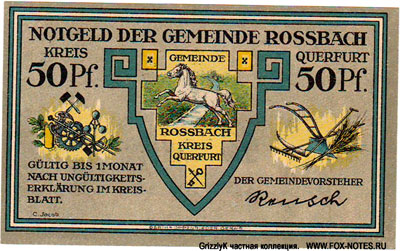 NOTGELD DER GEMEINDE ROSSBACH
KREIS QUERFURT
50 Pf. 50 Pf.
GEMEINDE
ROSSBACH
KREIS
QUERFURT
GÜLTIG BIS 1 MONAT
NACH UNGÜLTIGKEITS-
ERKLÄRUNG IM KREIS-
BLATT.
DER GEMEINDEVORSTEHER
C. Jacob
GrizzlyK частная коллекция.
WWW.FOX-NOTES.RU